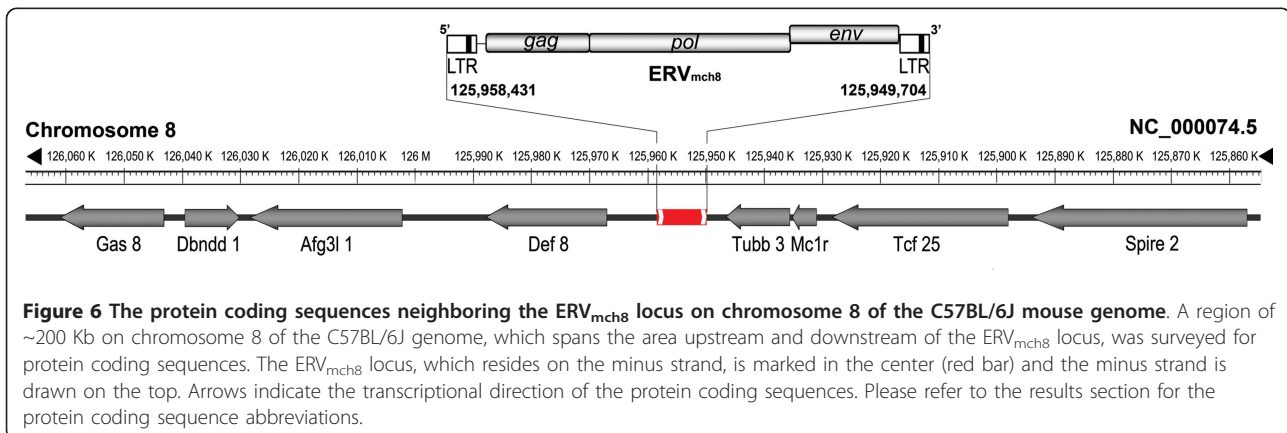 5’ 3’
gag pol env
LTR LTR
ERVmch8
125,958,431 125,949,704
Chromosome 8 NC_000074.5
126,060 K 126,050 K 126,040 K 126,030 K 126,020 K 126,010 K 126 M 125,990 K 125,980 K 125,970 K 125,960 K 125,950 K 125,940 K 125,930 K 125,920 K 125,910 K 125,900 K 125,890 K 125,880 K 125,870 K 125,860 K
Gas 8 Dbndd 1 Afg3l 1 Def 8 Tubb 3 Mc1r Tcf 25 Spire 2
Figure 6 The protein coding sequences neighboring the ERVmch8 locus on chromosome 8 of the C57BL/6J mouse genome. A region of
~200 Kb on chromosome 8 of the C57BL/6J genome, which spans the area upstream and downstream of the ERVmch8 locus, was surveyed for
protein coding sequences. The ERVmch8 locus, which resides on the minus strand, is marked in the center (red bar) and the minus strand is
drawn on the top. Arrows indicate the transcriptional direction of the protein coding sequences. Please refer to the results section for the
protein coding sequence abbreviations.